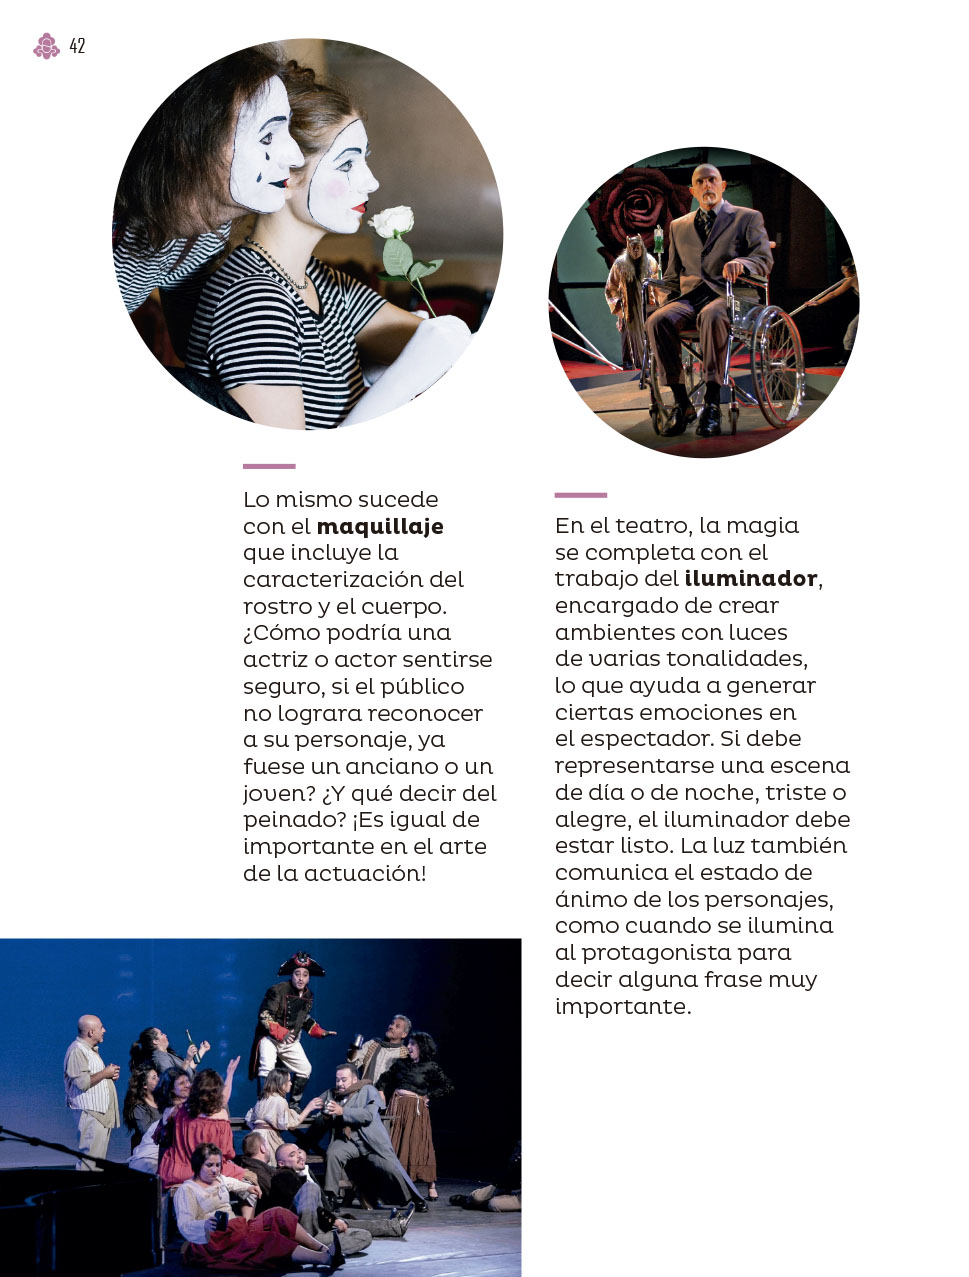 42
Lo mismo sucede
con el maquillaje
que incluye la
caracterización del
rostro y el cuerpo.
¿Cómo podría una
actriz o actor sentirse
seguro, si el público
no lograra reconocer
a su personaje, ya
fuese un anciano o un
joven? ¿Y qué decir del
peinado? ¡Es igual de
importante en el arte
de la actuación!
En el teatro, la magia
se completa con el
trabajo del iluminador,
encargado de crear
ambientes con luces
de varias tonalidades,
lo que ayuda a generar
ciertas emociones en
el espectador. Si debe
representarse una escena
de día o de noche, triste o
alegre, el iluminador debe
estar listo. La luz también
comunica el estado de
ánimo de los personajes,
como cuando se ilumina
al protagonista para
decir alguna frase muy
importante.